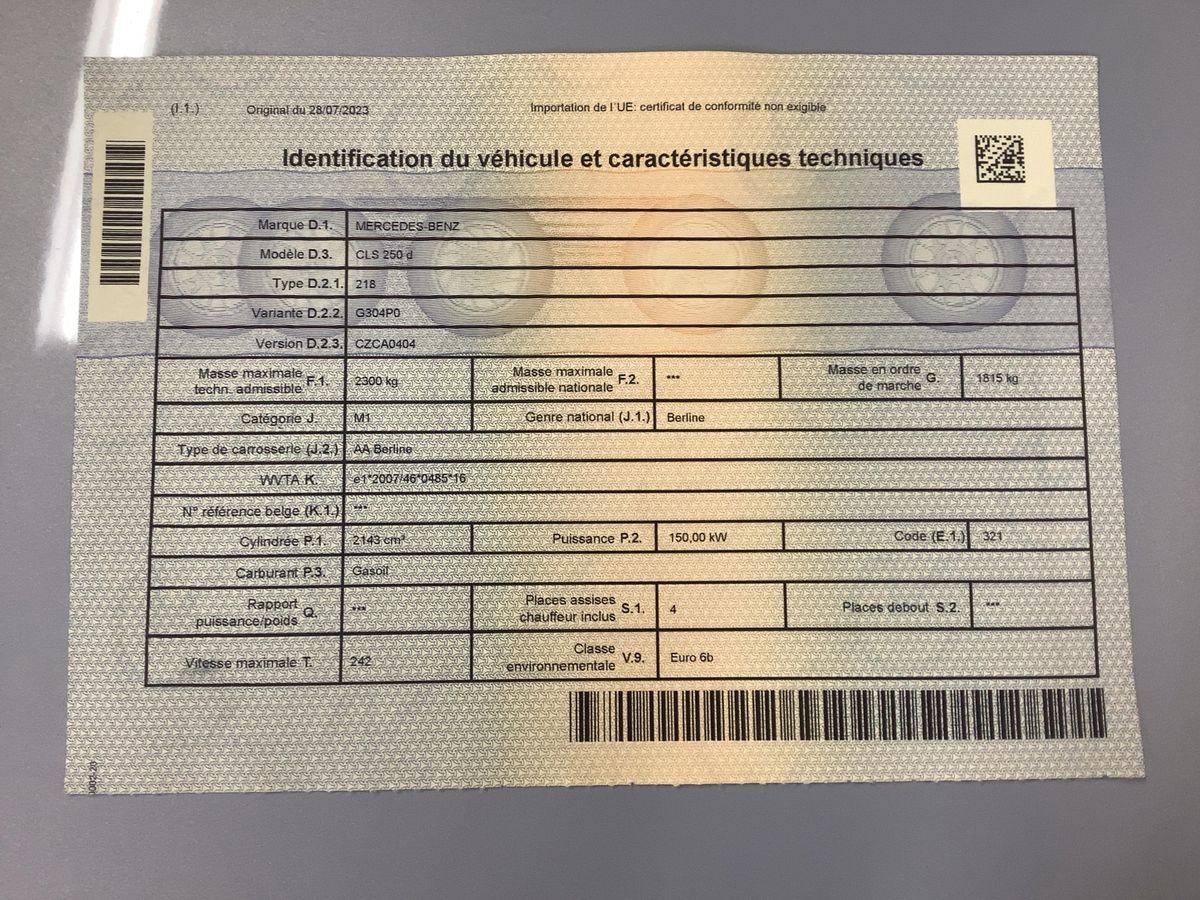 (I.1.) Original du 28/07/2023 Importation de l'UE: certificat de conformité non exigible
Identification du véhicule et caractéristiques techniques
Marque D.1. MERCEDES-BENZ
Modèle D.3. CLS 250 d
Type D.2.1. 218
Variante D.2.2. G304P0
Version D.2.3. CZCA0404
Masse maximale techn. admissible F.1. 2300 kg Masse maximale admissible nationale F.2. *** Masse en ordre de marche G. 1815 kg
Catégorie J. M1 Genre national (J.1.) Berline
Type de carrosserie (J.2.) AA Berline
WVTA K. e1*2007/46*0485*16
N° référence belge (K.1.) ***
Cylindrée P.1. 2143 cm³ Puissance P.2. 150,00 kW Code (E.1.) 321
Carburant P.3. Gasoil
Rapport puissance/poids Q. *** Places assises chauffeur inclus S.1. 4 Places debout S.2. ***
Vitesse maximale T. 242 Classe environnementale V.9. Euro 6b